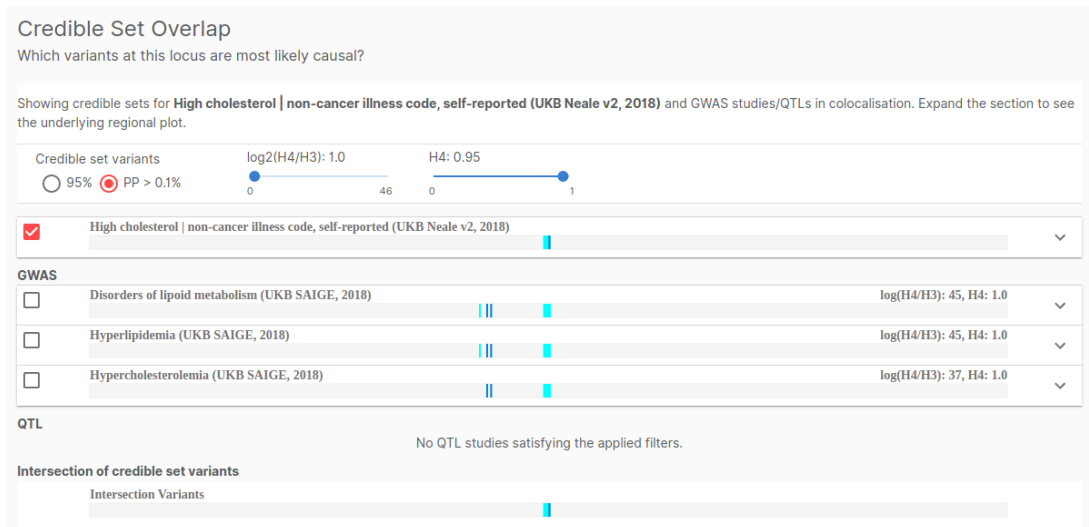 Credible Set Overlap
Which variants at this locus are most likely causal?
Showing credible sets for High cholesterol | non-cancer illness code, self-reported (UKB Neale v2, 2018) and GWAS studies/QTLs in colocalisation. Expand the section to see
the underlying regional plot.
Credible set variants
95% PP > 0.1%
log2(H4/H3): 1.0
0 46
H4: 0.95
0 1
High cholesterol | non-cancer illness code, self-reported (UKB Neale v2, 2018)
GWAS
Disorders of lipoid metabolism (UKB SAIGE, 2018) log(H4/H3): 45, H4: 1.0
Hyperlipidemia (UKB SAIGE, 2018) log(H4/H3): 45, H4: 1.0
Hypercholesterolemia (UKB SAIGE, 2018) log(H4/H3): 37, H4: 1.0
QTL
No QTL studies satisfying the applied filters.
Intersection of credible set variants
Intersection Variants